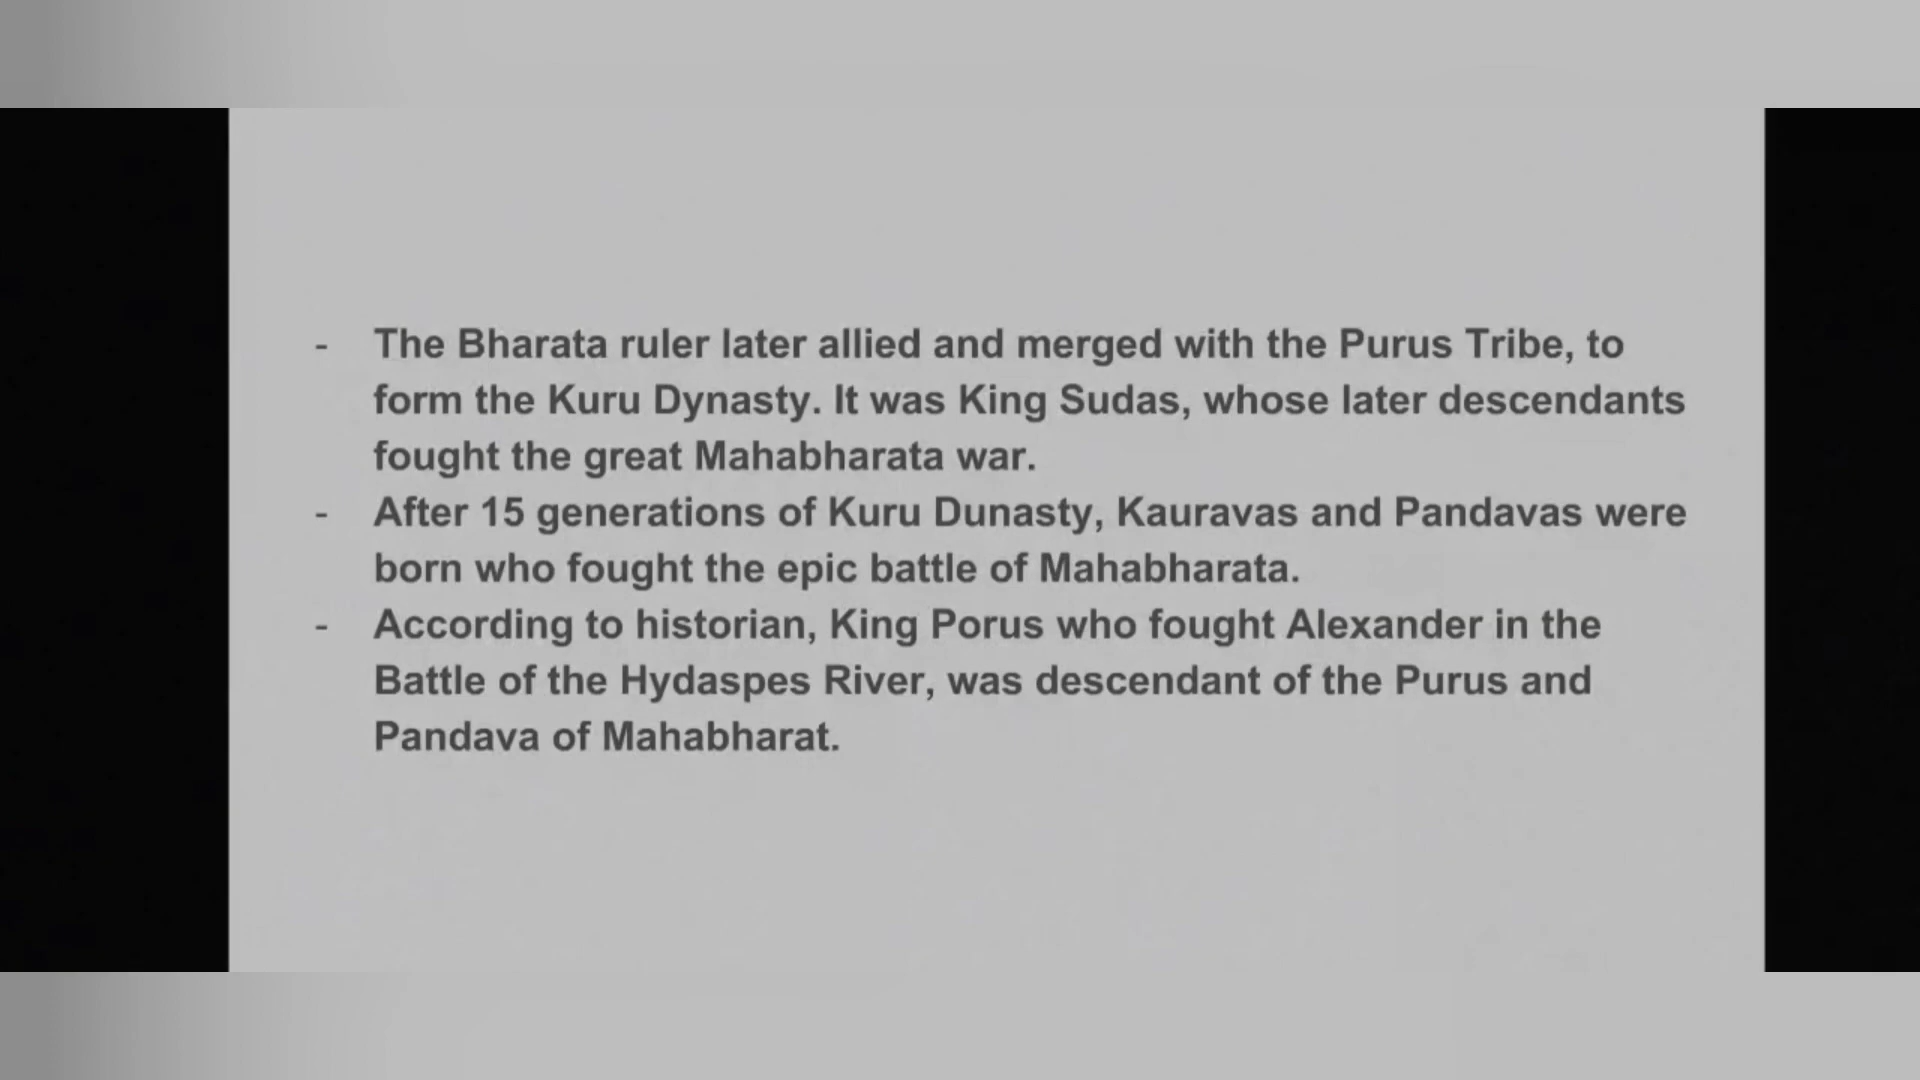 - The Bharata ruler later allied and merged with the Purus Tribe, to
form the Kuru Dynasty. It was King Sudas, whose later descendants
fought the great Mahabharata war.
- After 15 generations of Kuru Dunasty, Kauravas and Pandavas were
born who fought the epic battle of Mahabharata.
- According to historian, King Porus who fought Alexander in the
Battle of the Hydaspes River, was descendant of the Purus and
Pandava of Mahabharat.